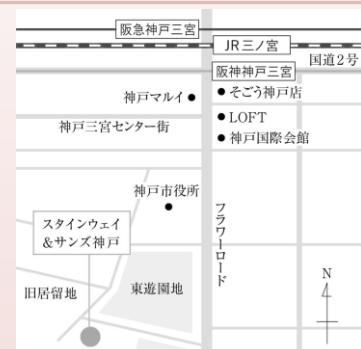 阪急神戸三宮
JR三ノ宮
国道2号
阪神神戸三宮
神戸マルイ
そごう神戸店
LOFT
神戸三宮センター街
神戸国際会館
神戸市役所
フラワーロード
スタインウェイ
&サンズ神戸
旧居留地
東遊園地
N